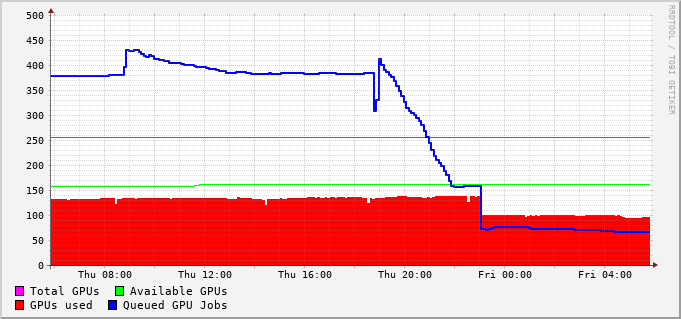 500
450
400
350
300
250
200
150
100
50
0
Thu 08:00 Thu 12:00 Thu 16:00 Thu 20:00 Fri 00:00 Fri 04:00
Total GPUs Available GPUs
GPUs used Queued GPU Jobs
RRDTOOL / TOBI OETIKER